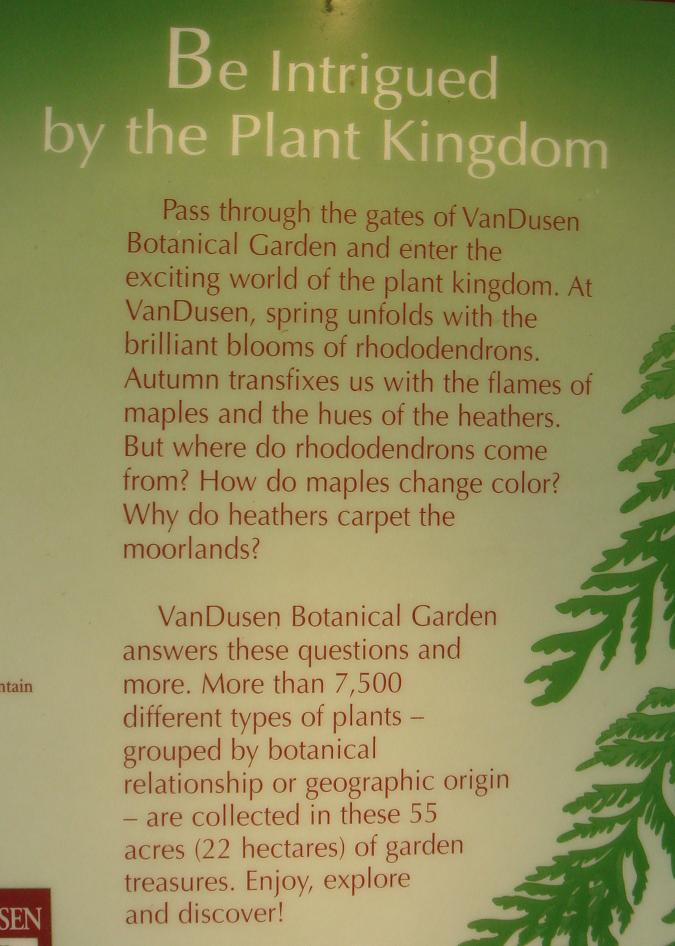 Be Intrigued
by the Plant Kingdom
Pass through the gates of VanDusen
Botanical Garden and enter the
exciting world of the plant kingdom. At
VanDusen, spring unfolds with the
brilliant blooms of rhododendrons.
Autumn transfixes us with the flames of
maples and the hues of the heathers.
But where do rhododendrons come
from? How do maples change color?
Why do heathers carpet the
moorlands?
VanDusen Botanical Garden
answers these questions and
more. More than 7,500
different types of plants –
grouped by botanical
relationship or geographic origin
– are collected in these 55
acres (22 hectares) of garden
treasures. Enjoy, explore
and discover!
ntain
SEN